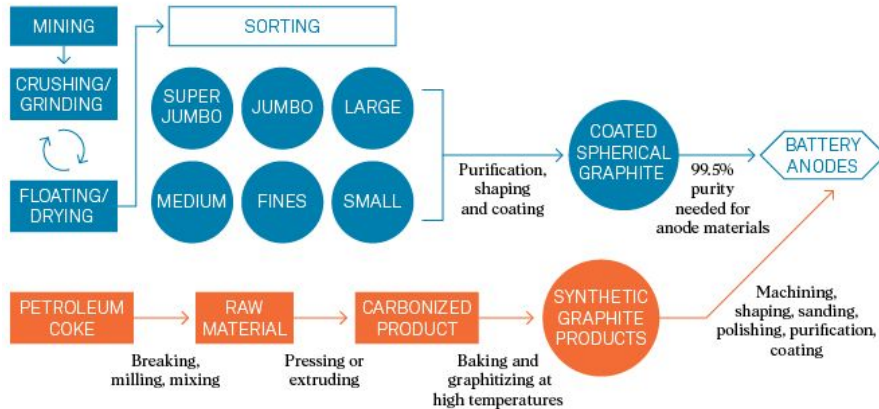 MINING
SORTING
CRUSHING/
GRINDING
SUPER
JUMBO
JUMBO
LARGE
FLOATING/
DRYING
MEDIUM
FINES
SMALL
Purification,
shaping
and coating
COATED
SPHERICAL
GRAPHITE
99.5%
purity
needed for
anode materials
BATTERY
ANODES
PETROLEUM
COKE
Breaking,
milling, mixing
RAW
MATERIAL
Pressing or
extruding
CARBONIZED
PRODUCT
Baking and
graphitizing at
high temperatures
SYNTHETIC
GRAPHITE
PRODUCTS
Machining,
shaping, sanding,
polishing, purification,
coating